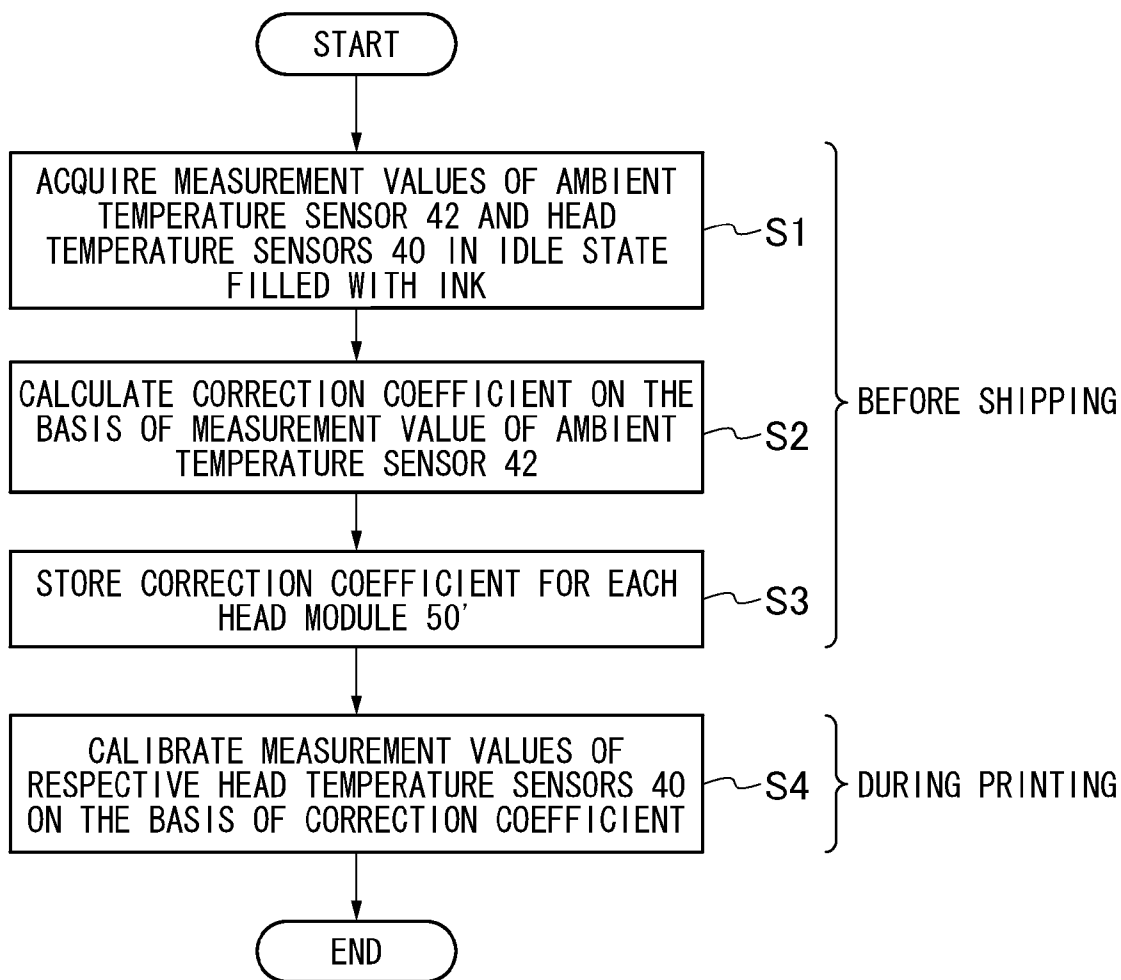 START
ACQUIRE MEASUREMENT VALUES OF AMBIENT
TEMPERATURE SENSOR 42 AND HEAD
TEMPERATURE SENSORS 40 IN IDLE STATE
FILLED WITH INK
S1
CALCULATE CORRECTION COEFFICIENT ON THE
BASIS OF MEASUREMENT VALUE OF AMBIENT
TEMPERATURE SENSOR 42
S2
BEFORE SHIPPING
STORE CORRECTION COEFFICIENT FOR EACH
HEAD MODULE 50'
S3
CALIBRATE MEASUREMENT VALUES OF
RESPECTIVE HEAD TEMPERATURE SENSORS 40
ON THE BASIS OF CORRECTION COEFFICIENT
S4
DURING PRINTING
END